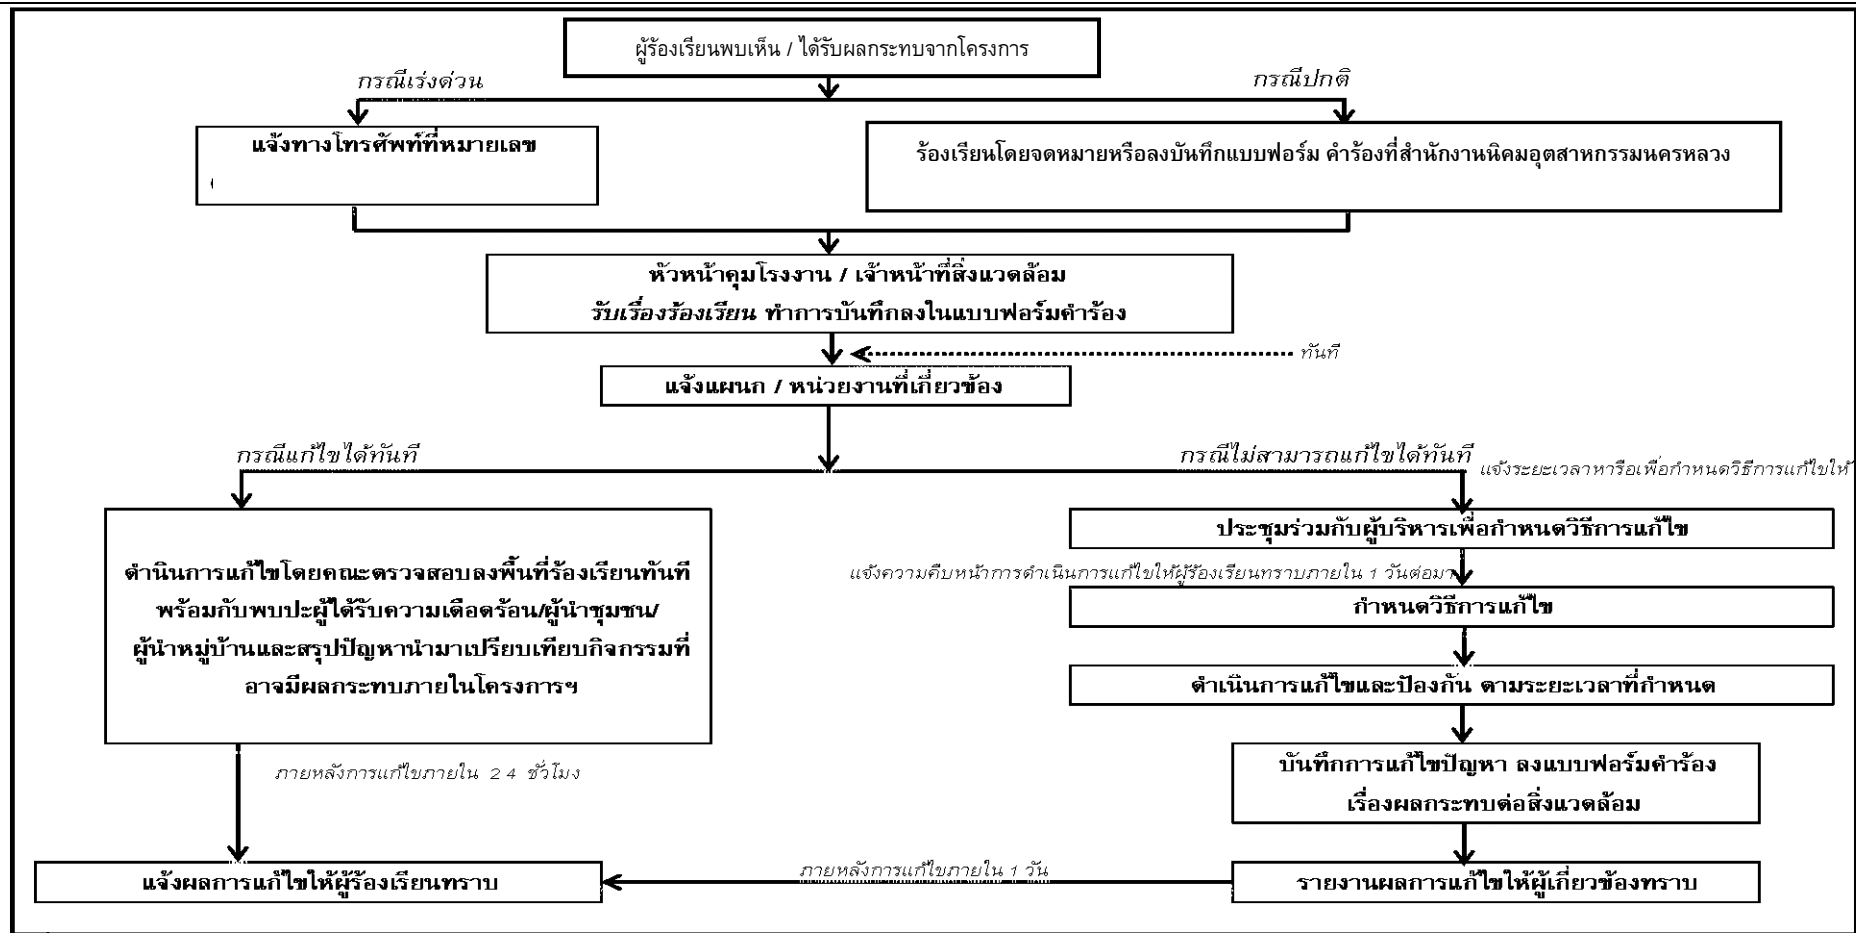 ผู้ร้องเรียนพบเห็น / ได้รับผลกระทบจากโครงการ
กรณีเร่งด่วน
กรณีปกติ
แจ้งทางโทรศัพท์ที่หมายเลข
ร้องเรียนโดยจดหมายหรือลงบันทึกแบบฟอร์ม คำร้องที่สำนักงานนิคมอุตสาหกรรมนครหลวง
หัวหน้าคุมโรงงาน / เจ้าหน้าที่สิ่งแวดล้อม
รับเรื่องร้องเรียน ทำการบันทึกลงในแบบฟอร์มคำร้อง
ทันที
แจ้งแผนก / หน่วยงานที่เกี่ยวข้อง
กรณีแก้ไขได้ทันที
กรณีไม่สามารถแก้ไขได้ทันที
แจ้งระยะเวลาหารือเพื่อกำหนดวิธีการแก้ไขให้
ประชุมร่วมกับผู้บริหารเพื่อกำหนดวิธีการแก้ไข
ดำเนินการแก้ไขโดยคณะตรวจสอบลงพื้นที่ร้องเรียนทันที
พร้อมกับพบปะผู้ได้รับความเดือดร้อน/ผู้นำชุมชน/
ผู้นำหมู่บ้านและสรุปปัญหานำมาเปรียบเทียบกิจกรรมที่
อาจมีผลกระทบภายในโครงการฯ
แจ้งความคืบหน้าการดำเนินการแก้ไขให้ผู้ร้องเรียนทราบภายใน 1 วันต่อมา
กำหนดวิธีการแก้ไข
ดำเนินการแก้ไขและป้องกัน ตามระยะเวลาที่กำหนด
บันทึกการแก้ไขปัญหา ลงแบบฟอร์มคำร้อง
เรื่องผลกระทบต่อสิ่งแวดล้อม
ภายหลังการแก้ไขภายใน 24 ชั่วโมง
แจ้งผลการแก้ไขให้ผู้ร้องเรียนทราบ
ภายหลังการแก้ไขภายใน 1 วัน
รายงานผลการแก้ไขให้ผู้เกี่ยวข้องทราบ